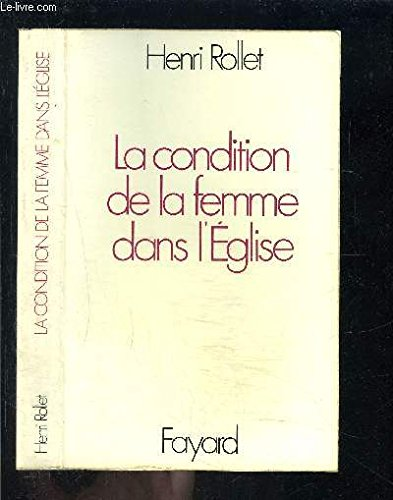 Le-livre.com
Henri Rollet
La condition
de la femme
dans l'Église
Fayard
LA CONDITION DE LA FEMME DANS L'ÉGLISE
Henri Rollet